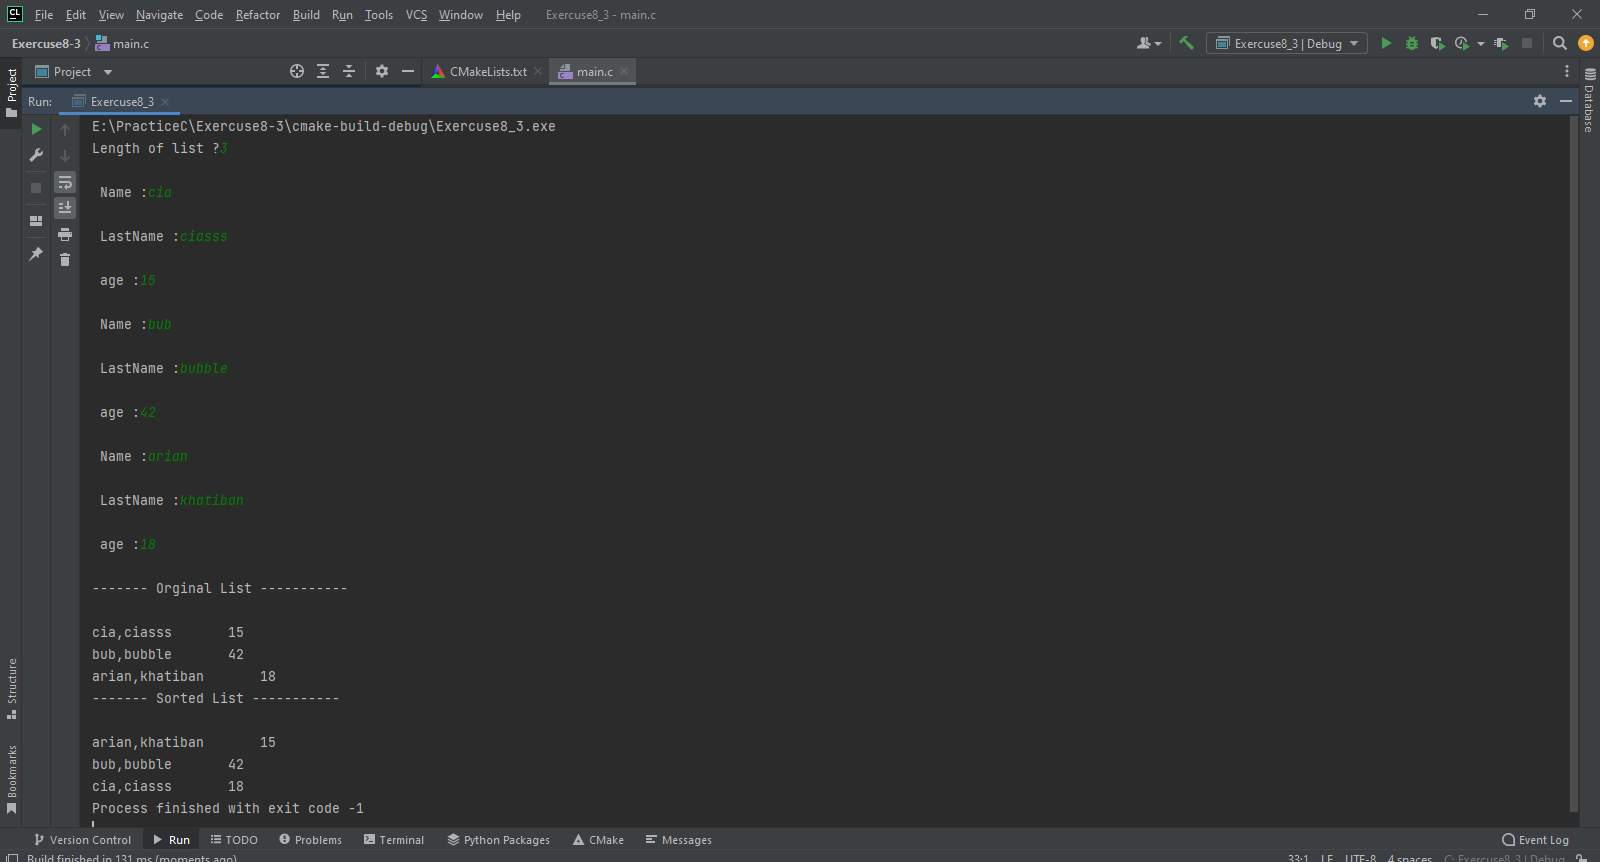 CL File Edit View Navigate Code Refactor Build Run Tools VCS Window Help Exercuse8_3 - main.c
Exercuse8-3 main.c Exercuse8_3 | Debug
Project Project CMakeLists.txt main.c
Run: Exercuse8_3
Database
E:\PracticeC\Exercuse8-3\cmake-build-debug\Exercuse8_3.exe
Length of list ?3
Name :cia
LastName :ciasss
age :15
Name :bub
LastName :bubble
age :42
Name :arian
LastName :khatiban
age :18
------- Orginal List -----------
cia,ciasss 15
bub,bubble 42
arian,khatiban 18
------- Sorted List -----------
arian,khatiban 15
bub,bubble 42
cia,ciasss 18
Process finished with exit code -1
Structure
Bookmarks
Version Control Run TODO Problems Terminal Python Packages CMake Messages Event Log
Build finished in 131 ms (moments ago) 33:1 LF UTF-8 4 spaces C: Exercuse8_3 | Debug